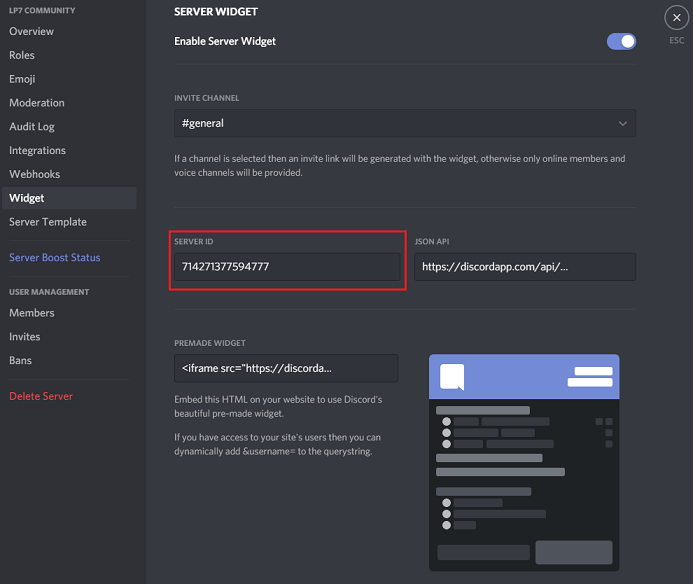 LP7 COMMUNITY
Overview
Roles
Emoji
Moderation
Audit Log
Integrations
Webhooks
Widget
Server Template
Server Boost Status
USER MANAGEMENT
Members
Invites
Bans
Delete Server
SERVER WIDGET
Enable Server Widget
ESC
INVITE CHANNEL
#general
If a channel is selected then an invite link will be generated with the widget, otherwise only online members and
voice channels will be provided.
SERVER ID
714271377594777
JSON API
https://discordapp.com/api/...
PREMADE WIDGET
<iframe src="https://discorda...
Embed this HTML on your website to use Discord's
beautiful pre-made widget.
If you have access to your site's users then you can
dynamically add &username= to the querystring.